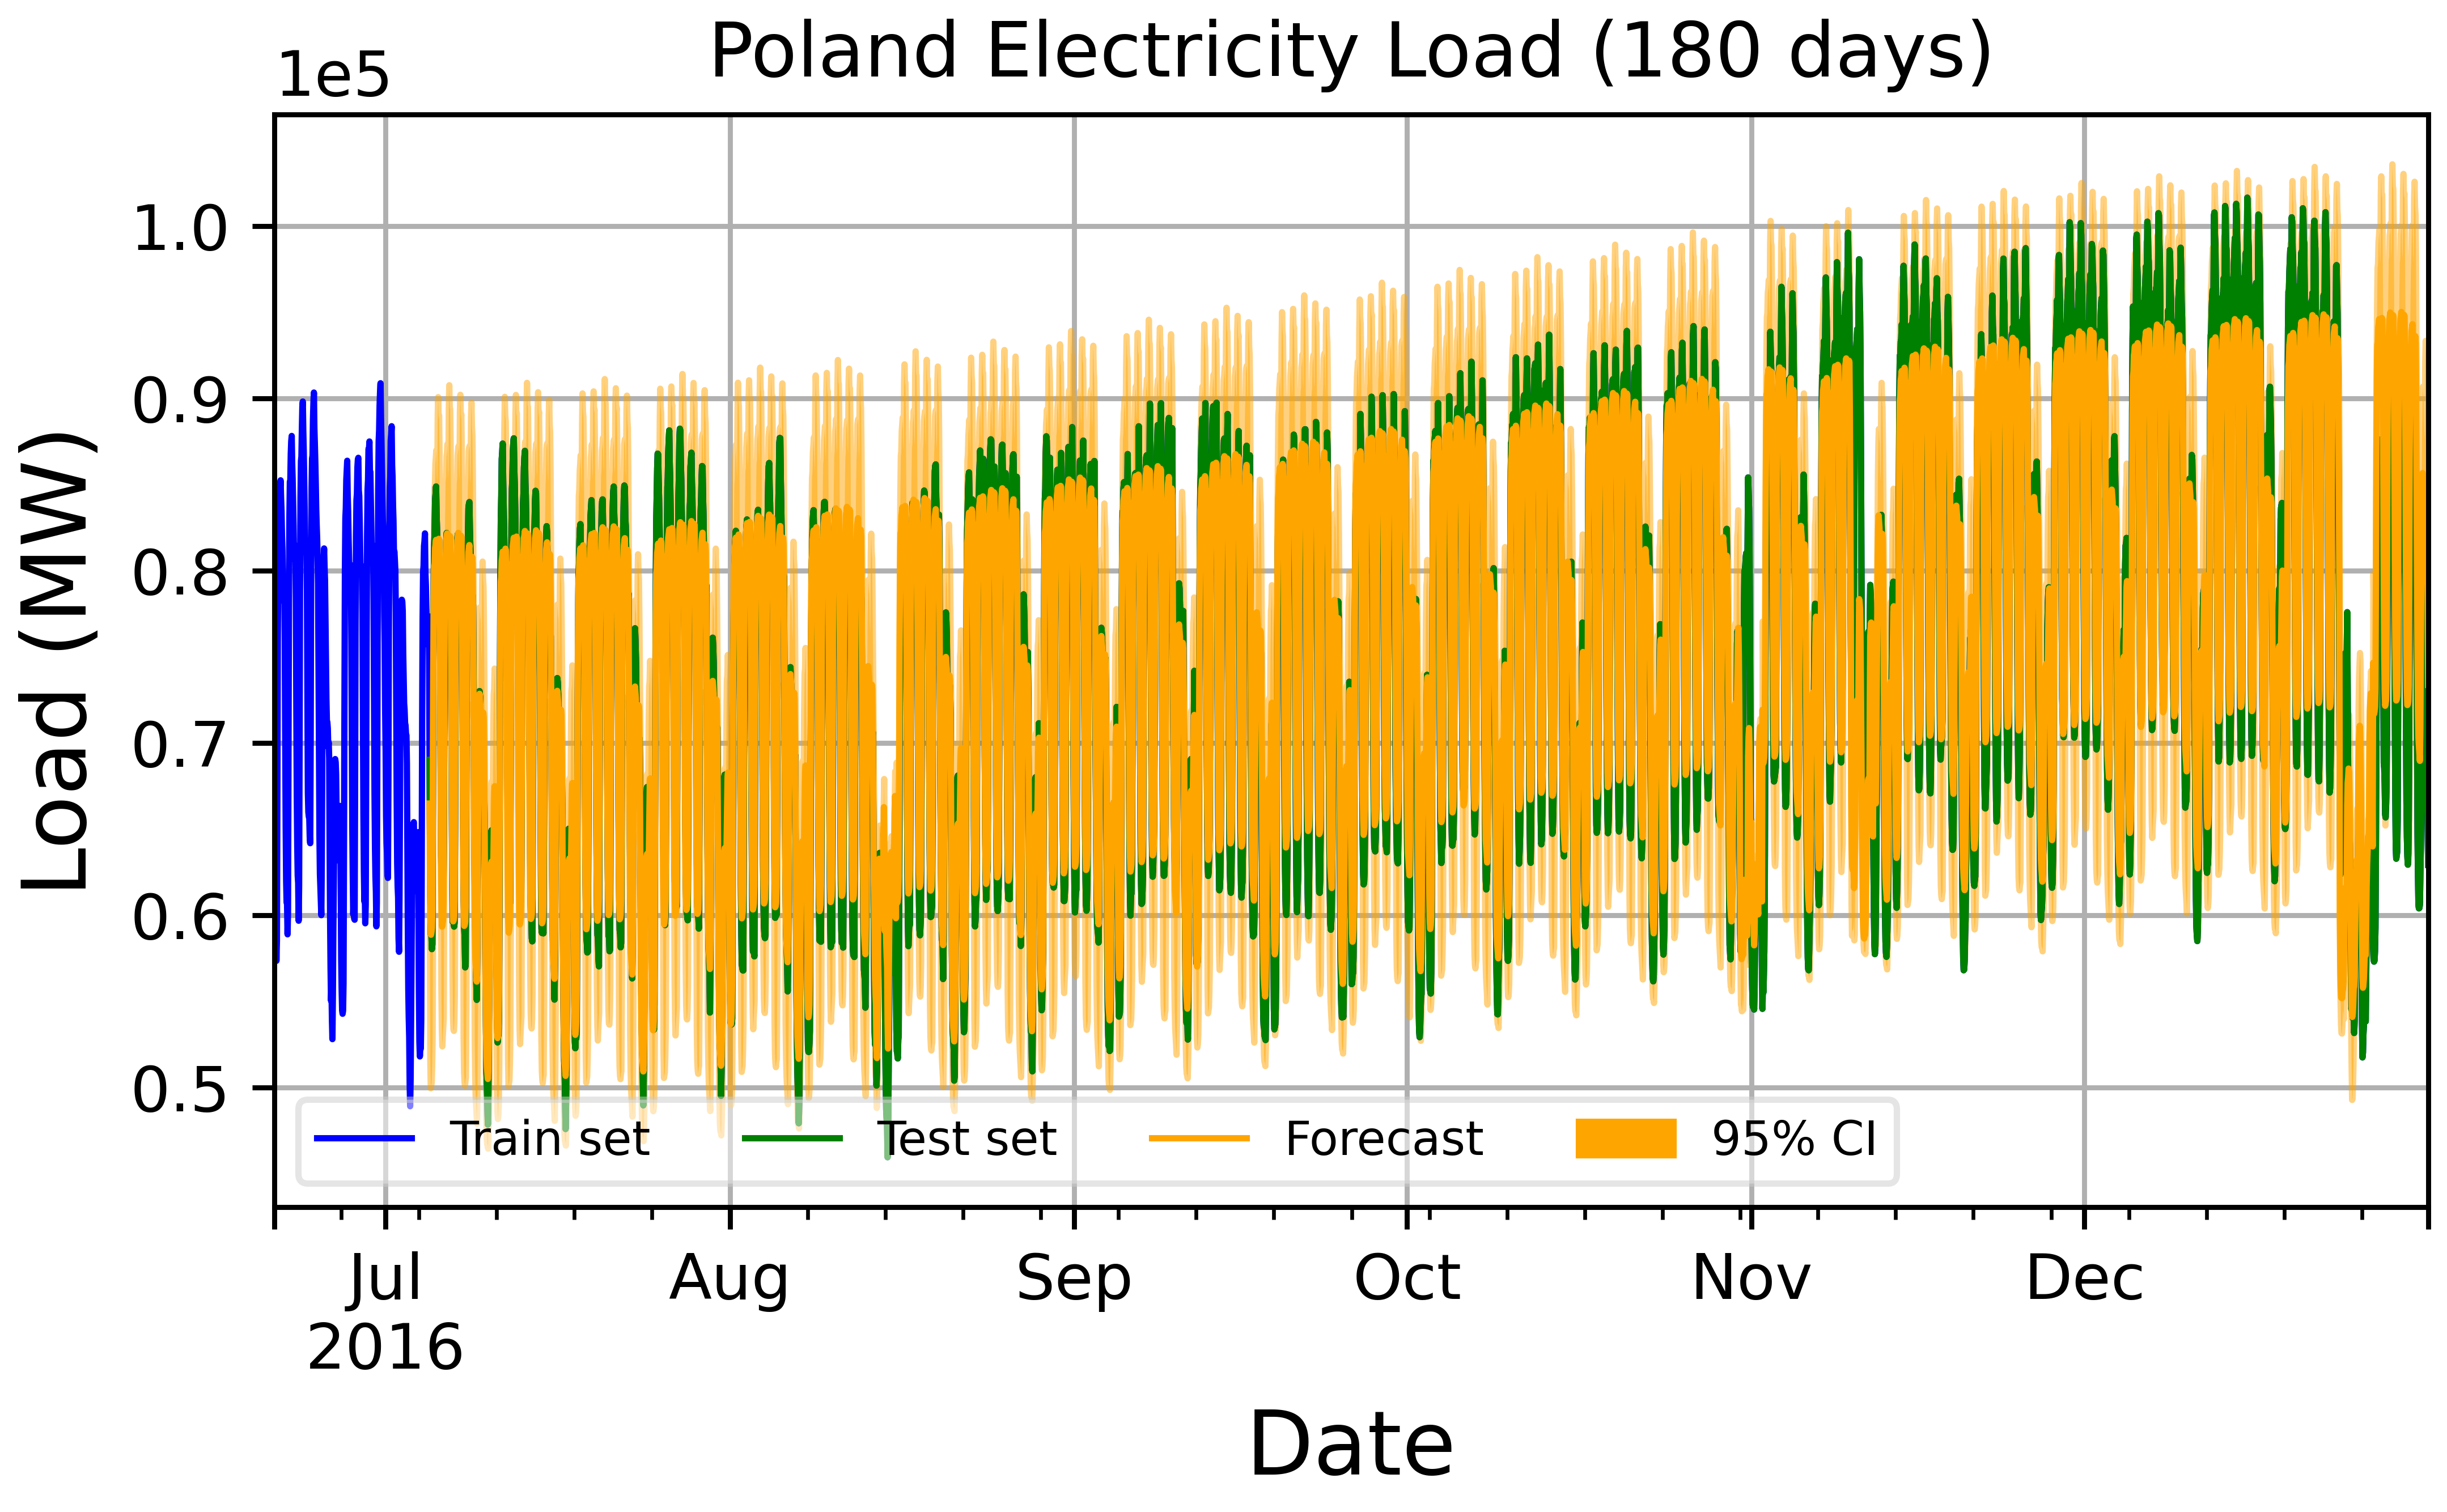 Poland Electricity Load (180 days)
1e5
1.0
0.9
0.8
0.7
0.6
0.5
Load (MW)
Train set
Test set
Forecast
95% CI
Jul
2016
Aug
Sep
Oct
Nov
Dec
Date